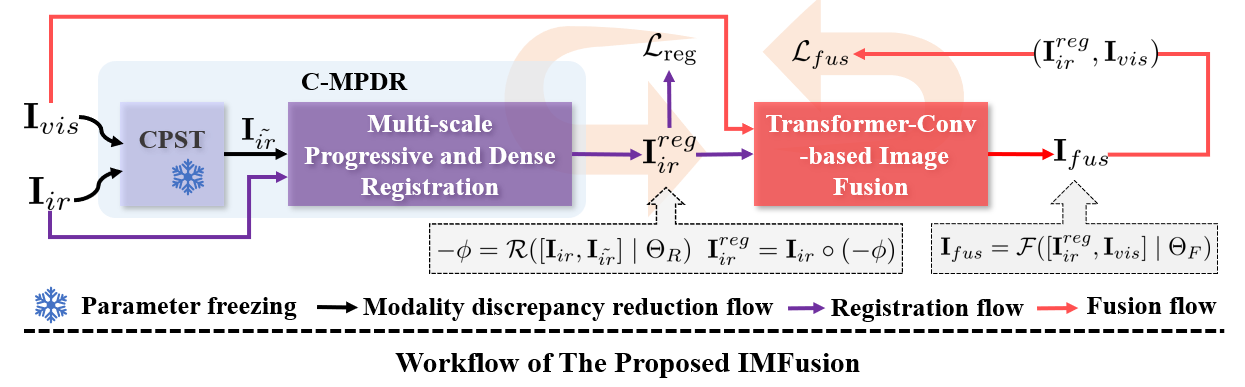 C-MPDR
$\mathcal{L}_{\text{reg}}$
$\mathcal{L}_{fus}$
$(\mathbf{I}_{ir}^{reg}, \mathbf{I}_{vis})$
$\mathbf{I}_{vis}$
$\mathbf{I}_{ir}$
CPST
$\mathbf{I}_{\tilde{ir}}$
Multi-scale
Progressive and Dense
Registration
$\mathbf{I}_{ir}^{reg}$
Transformer-Conv
-based Image
Fusion
$\mathbf{I}_{fus}$
$-\phi = \mathcal{R}([\mathbf{I}_{ir}, \mathbf{I}_{\tilde{ir}}] \mid \Theta_R)$ $\mathbf{I}_{ir}^{reg} = \mathbf{I}_{ir} \circ (-\phi)$
$\mathbf{I}_{fus} = \mathcal{F}([\mathbf{I}_{ir}^{reg}, \mathbf{I}_{vis}] \mid \Theta_F)$
Parameter freezing Modality discrepancy reduction flow Registration flow Fusion flow
Workflow of The Proposed IMFusion